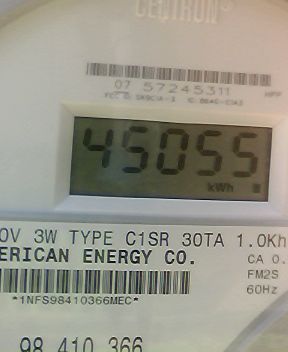 CENTRON
07 57245311
45055
kWh
0V 3W TYPE C1SR 30TA 1.0Kh
ERICAN ENERGY CO. CA 0.
FM2S
*1NFS98410366MEC* 60Hz
98 410 366